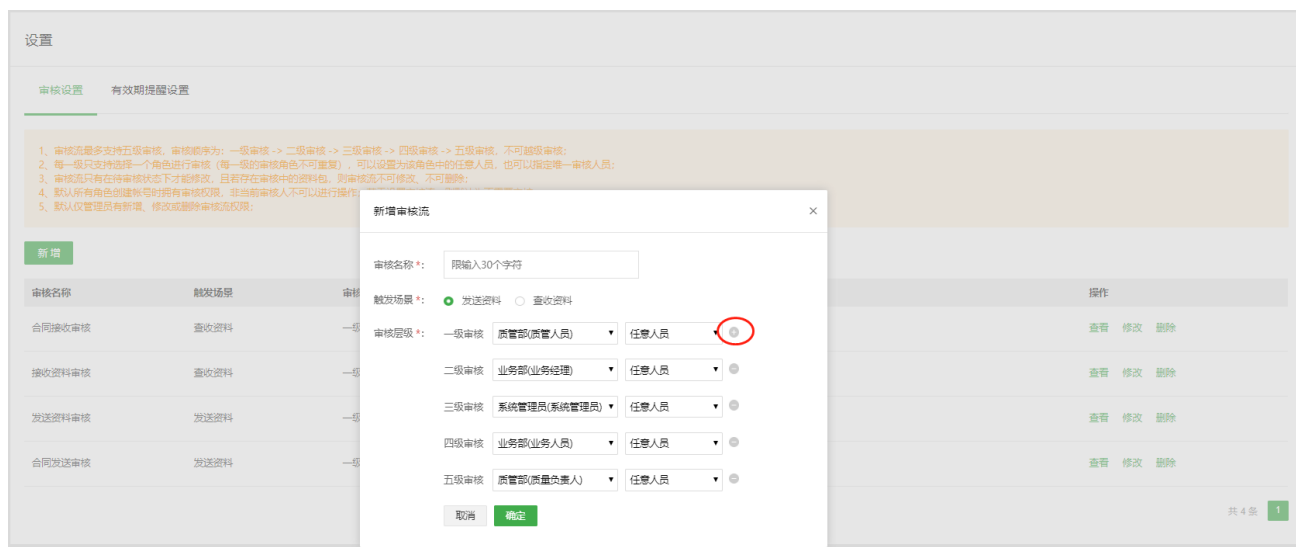 设置
审核设置
有效期提醒设置
1、审核流最多支持五级审核，审核顺序为：一级审核 -> 二级审核 -> 三级审核 -> 四级审核 -> 五级审核，不可越级审核；
2、每一级只支持选择一个角色进行审核（每一级的审核角色不可重复），可以设置为该角色中的任意人员，也可以指定唯一审核人员；
3、审核流只有在待审核状态下才能修改，且若存在审核中的资料包，则审核流不可修改、不可删除；
4、默认所有角色创建帐号时拥有审核权限，非当前审核人不可以进行操作
5、默认仅管理员有新增、修改或删除审核流权限；
新增
审核名称 触发场景 审核 操作
合同接收审核 查收资料 一级 查看 修改 删除
接收资料审核 查收资料 一级 查看 修改 删除
发送资料审核 发送资料 一级 查看 修改 删除
合同发送审核 发送资料 一级 查看 修改 删除
共 4 条 1
新增审核流 ×
审核名称 *： 限输入30个字符
触发场景 *： 发送资料 查收资料
审核层级 *： 一级审核 质管部(质管人员) 任意人员
二级审核 业务部(业务经理) 任意人员
三级审核 系统管理员(系统管理员) 任意人员
四级审核 业务部(业务人员) 任意人员
五级审核 质管部(质量负责人) 任意人员
取消 确定